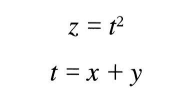 z = t²
t = x + y